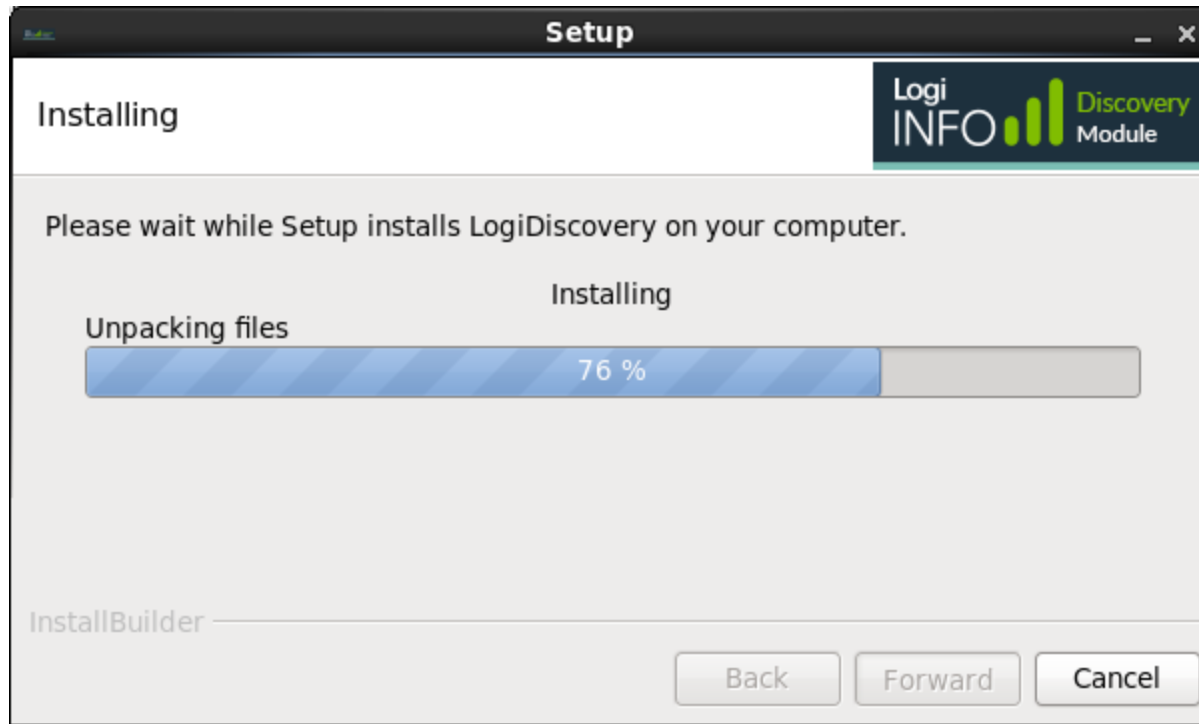 Setup
Installing
Logi
INFO
Discovery
Module
Please wait while Setup installs LogiDiscovery on your computer.
Installing
Unpacking files
76 %
InstallBuilder
Back
Forward
Cancel